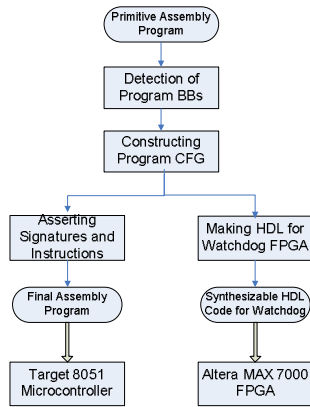 Primitive Assembly
Program
Detection of
Program BBs
Constructing
Program CFG
Asserting
Signatures and
Instructions
Making HDL for
Watchdog FPGA
Final Assembly
Program
Synthesizable HDL
Code for Watchdog
Target 8051
Microcontroller
Altera MAX 7000
FPGA